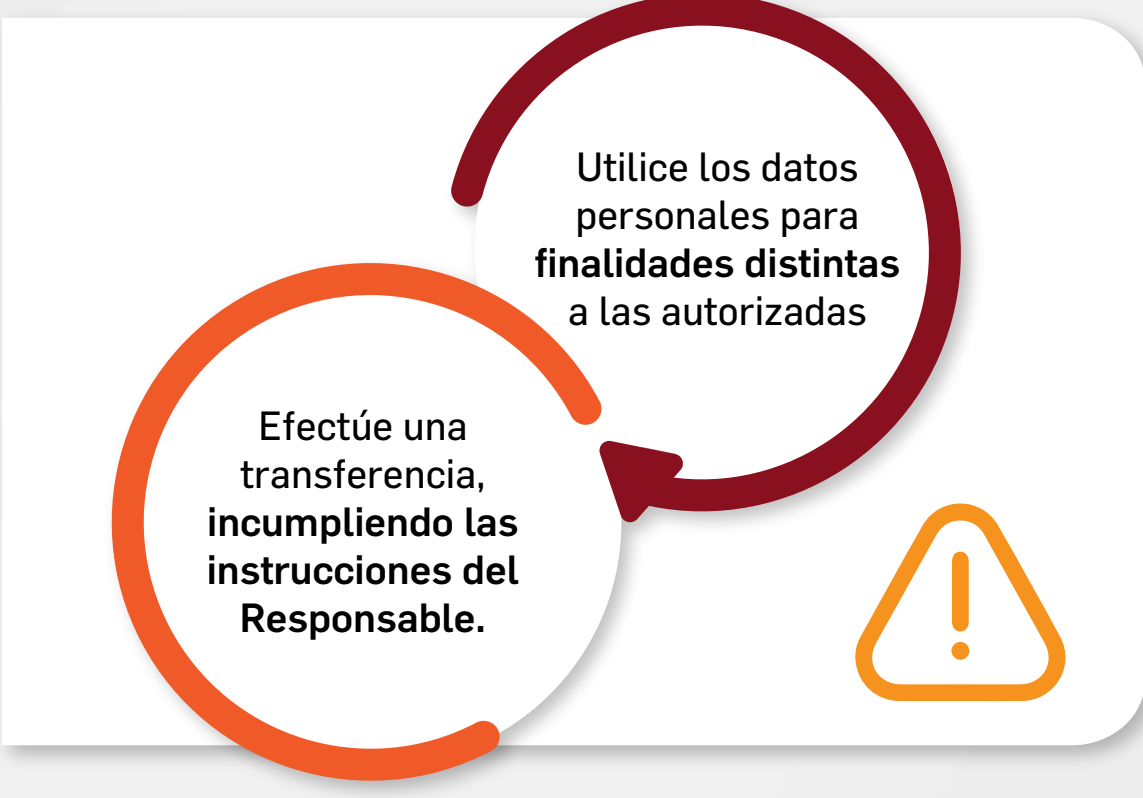 Utilice los datos
personales para
finalidades distintas
a las autorizadas
Efectúe una
transferencia,
incumpliendo las
instrucciones del
Responsable.